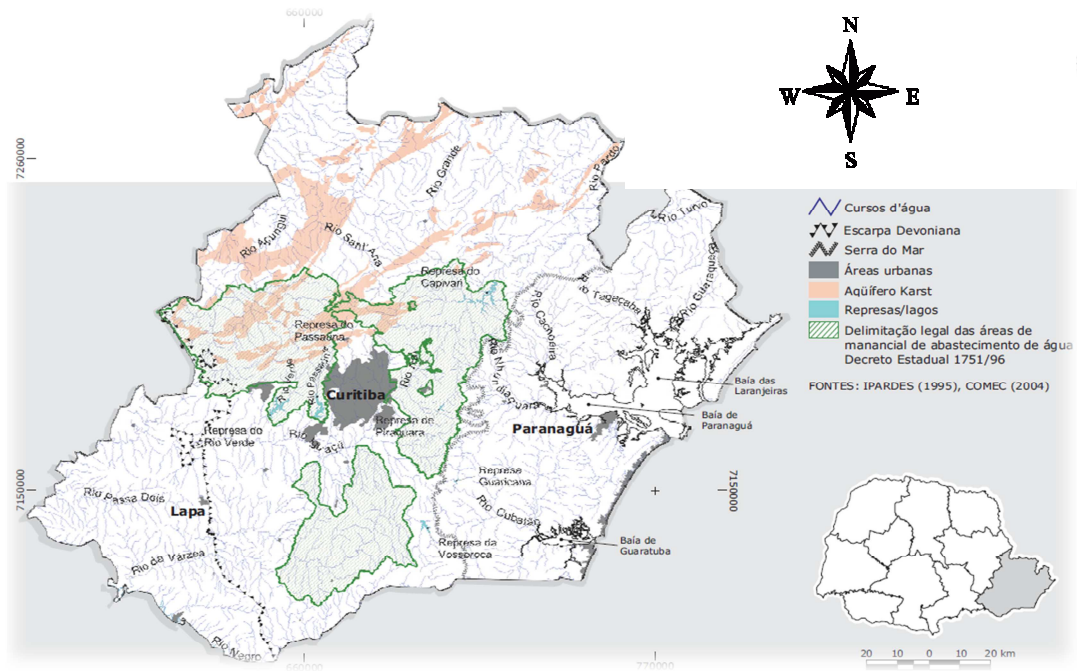 660000
N
W E
S
7260000
Rio Grande
Rio Pardo
Rio Turvo
Rio Açungui
Rio Sant'Ana
Represa do
Capivari
Rio Tagaçaba
Rio Guaraqueçaba
Rio Cachoeira
Represa do
Passaúna
Rio Verde
Rio Passaúna
Rio Nhundiaquara
Curitiba
Baía das
Laranjeiras
Baía de
Paranaguá
Paranaguá
Represa de
Piraquara
Represa do
Rio Verde
Rio Iguaçú
Represa
Guaricana
7150000
7150000
Rio Passa Dois
Lapa
Rio Cubatão
Represa da
Vossoroca
Baía de
Guaratuba
Rio da Várzea
Rio Negro
660000
770000
Cursos d'água
Escarpa Devoniana
Serra do Mar
Áreas urbanas
Aqüífero Karst
Represas/lagos
Delimitação legal das áreas de
manancial de abastecimento de água
Decreto Estadual 1751/96
FONTES: IPARDES (1995), COMEC (2004)
20 10 0 10 20 km